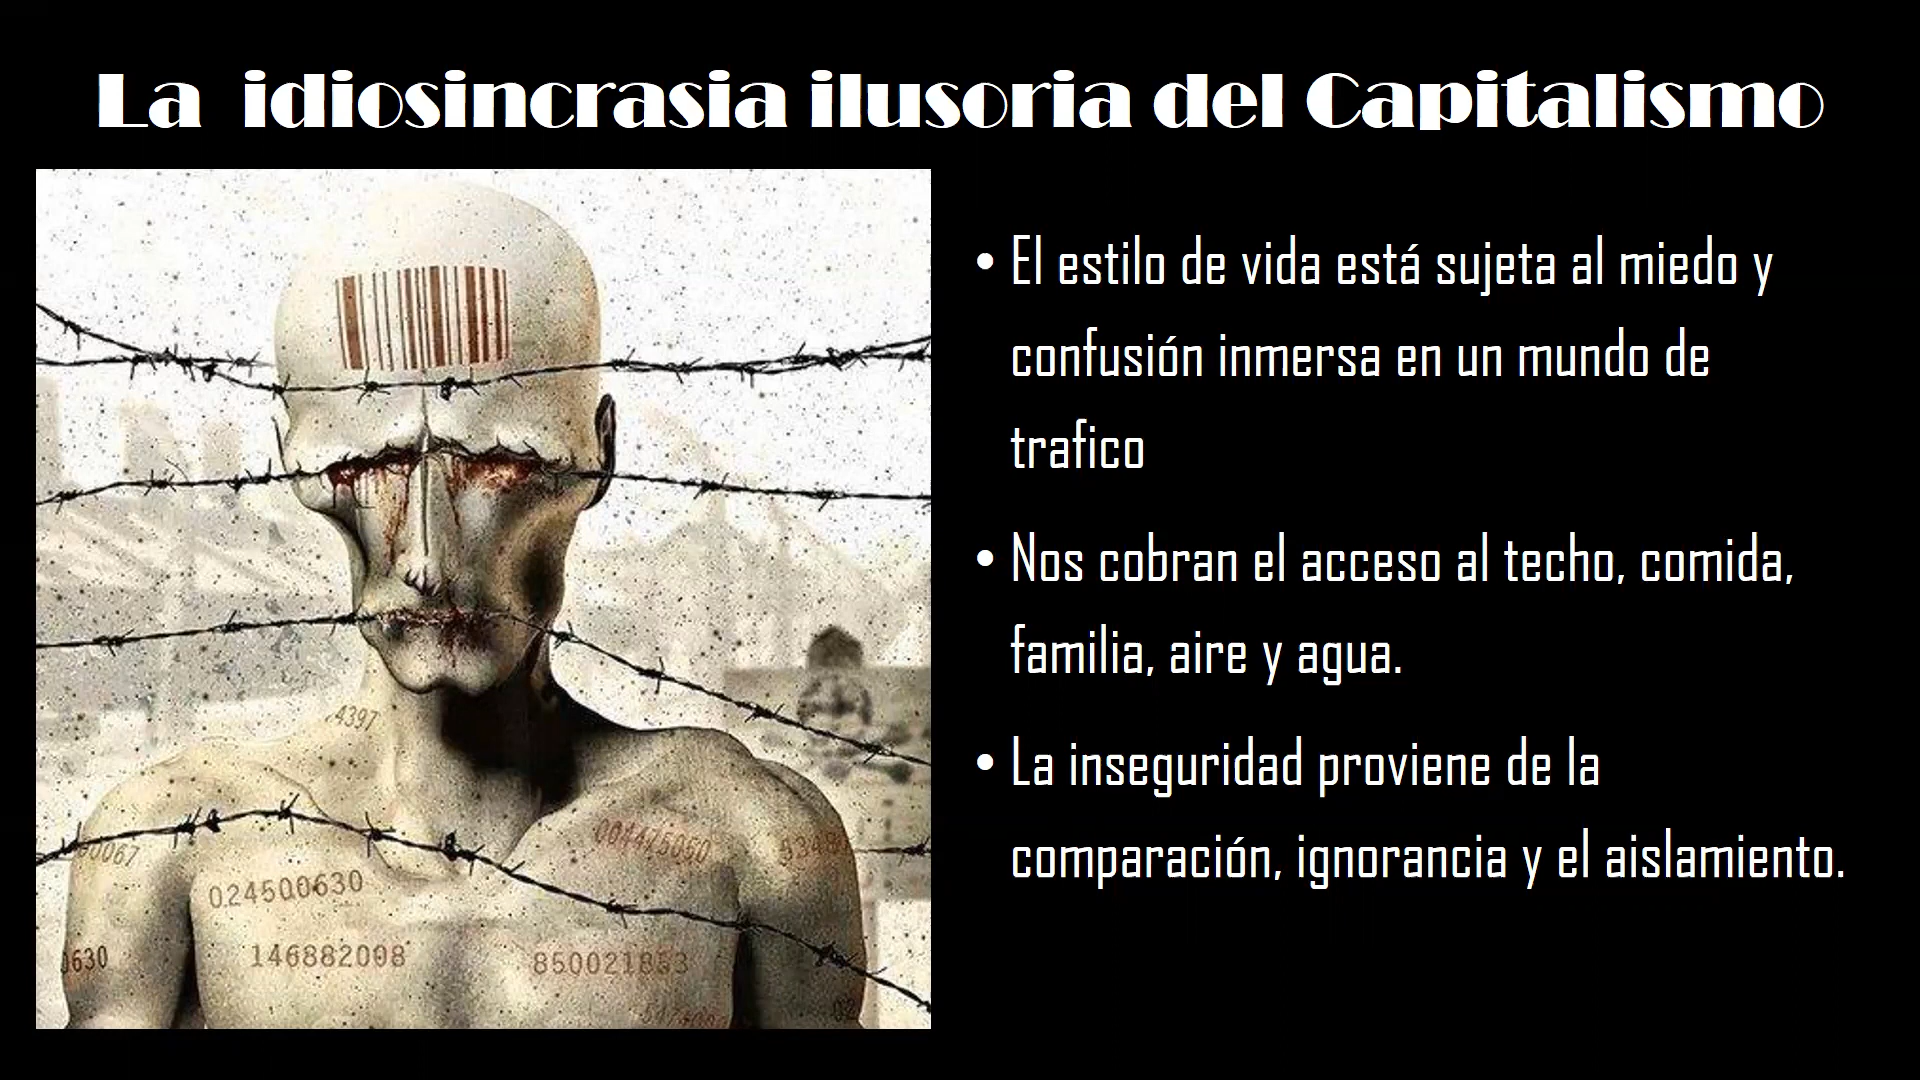 La idiosincrasia ilusoria del Capitalismo
• El estilo de vida está sujeta al miedo y
confusión inmersa en un mundo de
trafico
• Nos cobran el acceso al techo, comida,
familia, aire y agua.
• La inseguridad proviene de la
comparación, ignorancia y el aislamiento.
4397
024500630
146882008
850021853
630